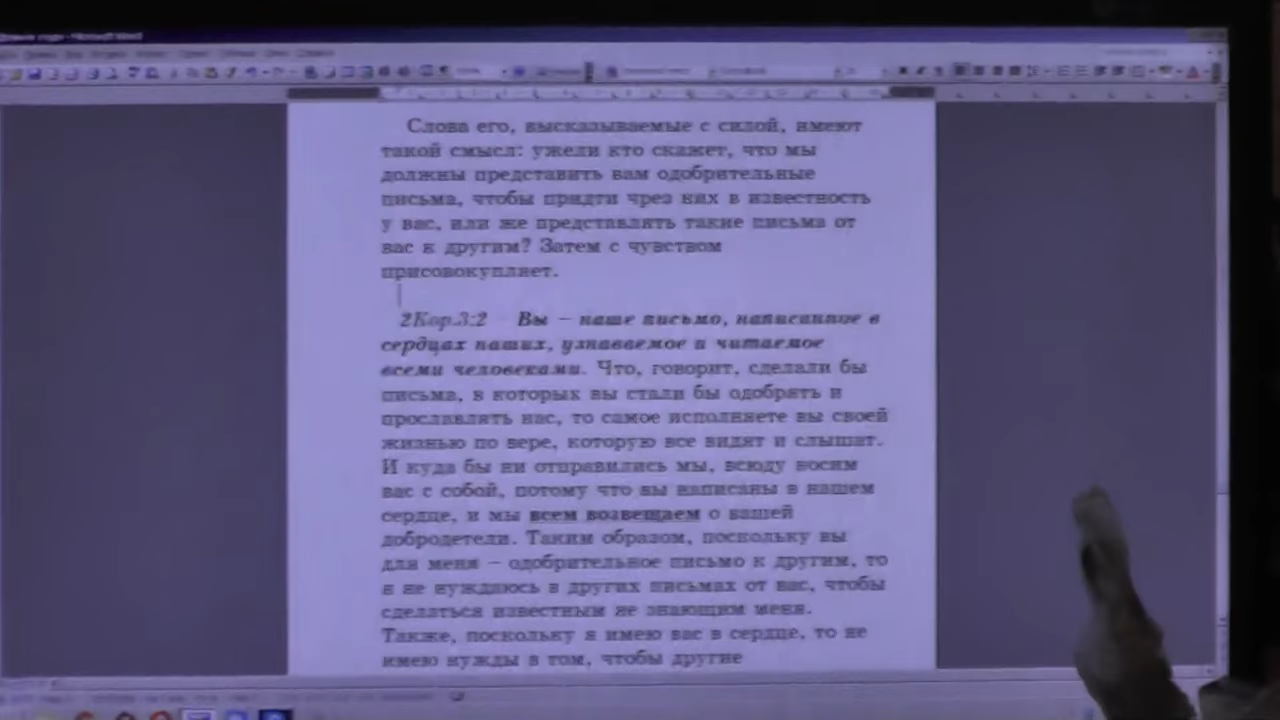 Слова его, высказываемые с силой, имеют
такой смысл: ужели кто скажет, что мы
должны представить вам одобрительные
письма, чтобы придти чрез них в известность
у вас, или же представлять такие письма от
вас к другим? Затем с чувством
присовокупляет.
2Кор.3:2 – Вы – наше письмо, написанное в
сердцах наших, узнаваемое и читаемое
всеми человеками. Что, говорит, сделали бы
письма, в которых вы стали бы одобрять и
прославлять нас, то самое исполняете вы своей
жизнью по вере, которую все видят и слышат.
И куда бы ни отправились мы, всюду носим
вас с собой, потому что вы написаны в нашем
сердце, и мы всем возвещаем о вашей
добродетели. Таким образом, поскольку вы
для меня – одобрительное письмо к другим, то
я не нуждаюсь в других письмах от вас, чтобы
сделаться известным не знающим меня.
Также, поскольку я имею вас в сердце, то не
имею нужды в том, чтобы другие